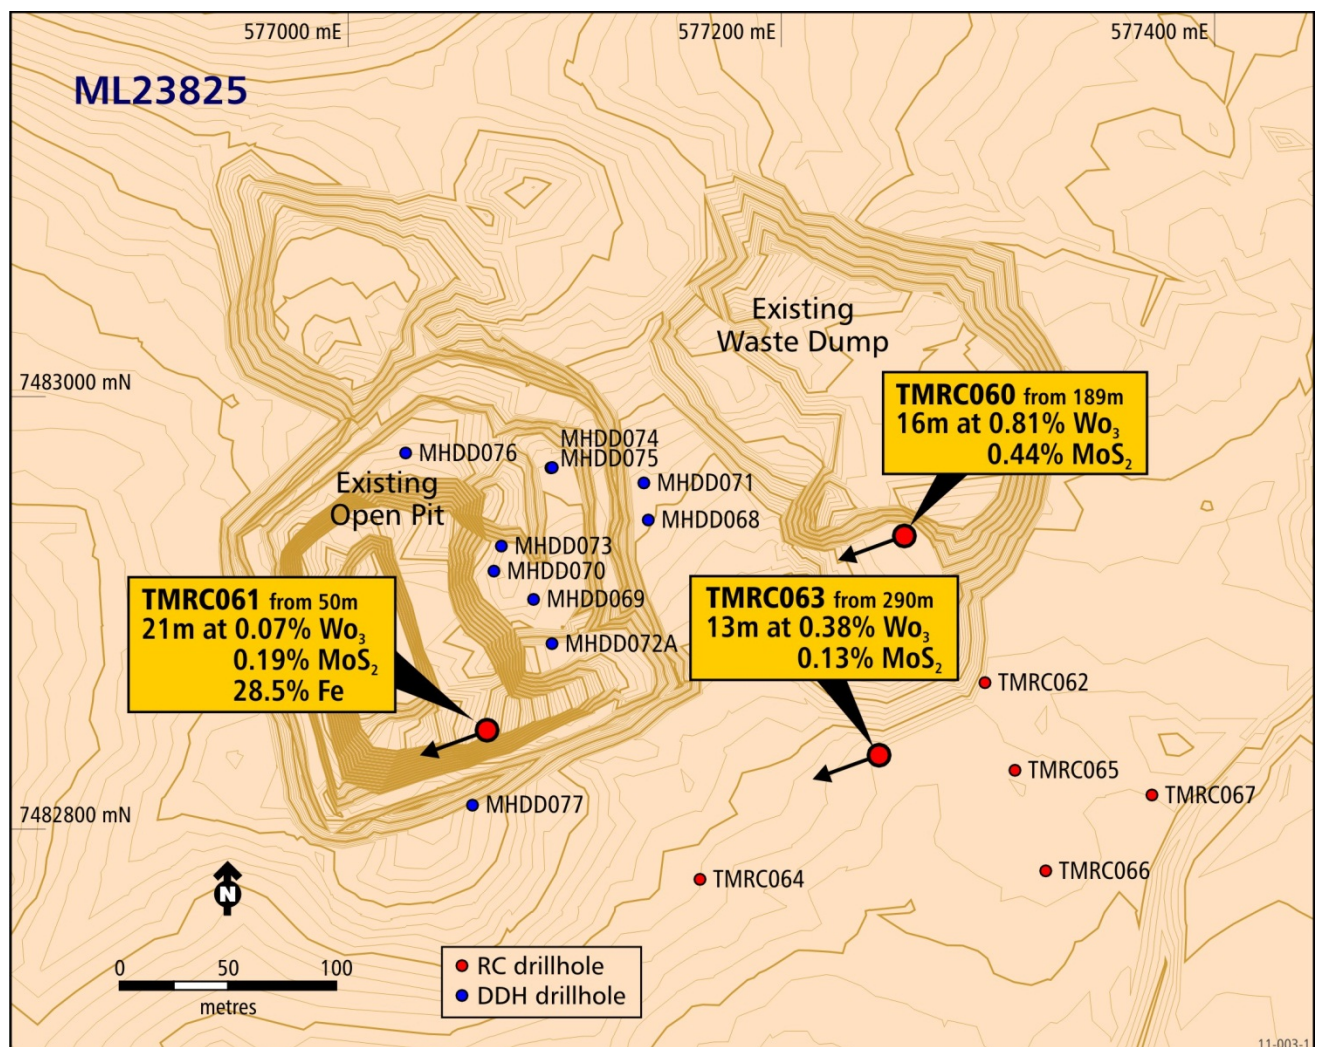 577000 mE
577200 mE
577400 mE
ML23825
Existing
Waste Dump
7483000 mN
TMRC060 from 189m
16m at 0.81% Wo₃
0.44% MoS₂
MHDD074
MHDD075
MHDD076
MHDD071
Existing
Open Pit
MHDD068
MHDD073
MHDD070
MHDD069
TMRC061 from 50m
21m at 0.07% Wo₃
0.19% MoS₂
28.5% Fe
TMRC063 from 290m
13m at 0.38% Wo₃
0.13% MoS₂
MHDD072A
TMRC062
TMRC065
TMRC067
MHDD077
7482800 mN
TMRC066
TMRC064
N
0 50 100
metres
RC drillhole
DDH drillhole
11-003-1